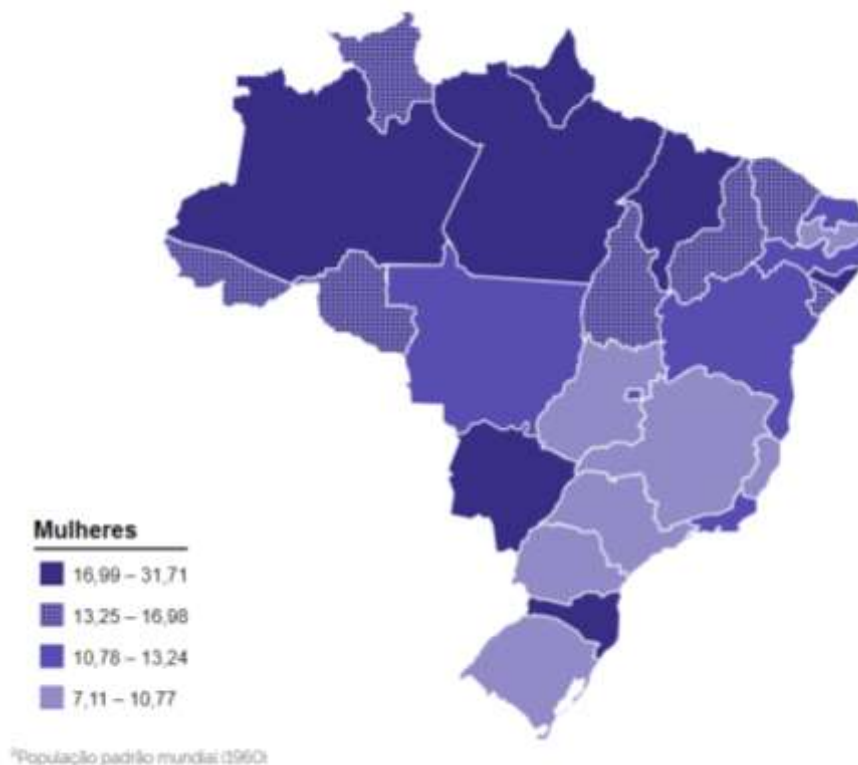 Mulheres
16,99 – 31,71
13,25 – 16,98
10,78 – 13,24
7,11 – 10,77
ªPopulação padrão mundial (1960)